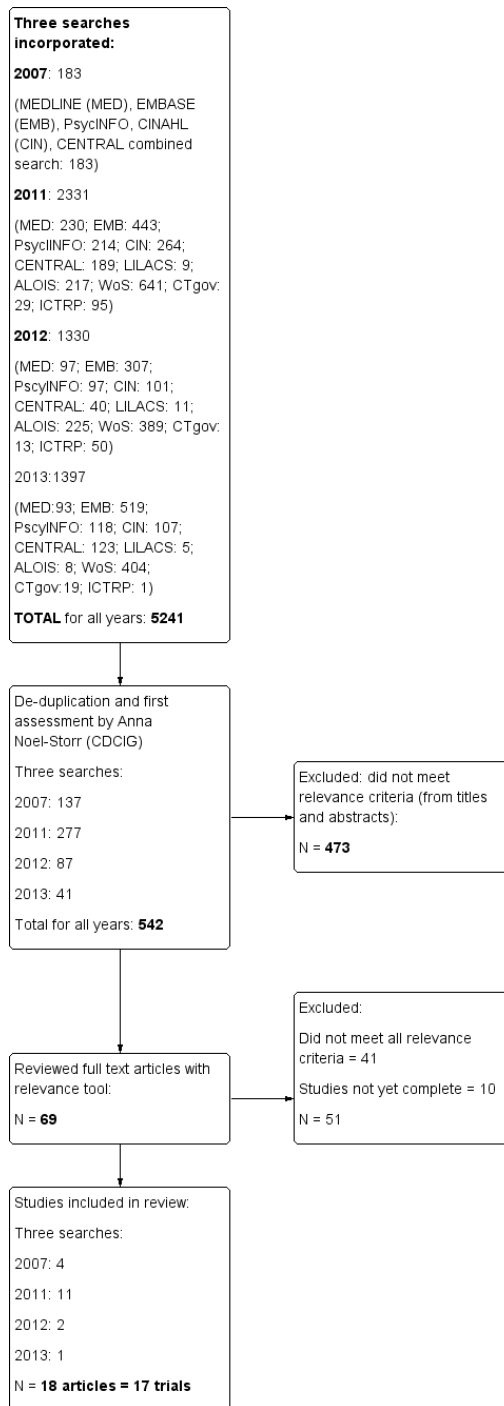 Three searches
incorporated:
2007: 183
(MEDLINE (MED), EMBASE
(EMB), PsycINFO, CINAHL
(CIN), CENTRAL combined
search: 183)
2011: 2331
(MED: 230; EMB: 443;
PsyclINFO: 214; CIN: 264;
CENTRAL: 189; LILACS: 9;
ALOIS: 217; WoS: 641; CTgov:
29; ICTRP: 95)
2012: 1330
(MED: 97; EMB: 307;
PscyINFO: 97; CIN: 101;
CENTRAL: 40; LILACS: 11;
ALOIS: 225; WoS: 389; CTgov:
13; ICTRP: 50)
2013:1397
(MED:93; EMB: 519;
PscyINFO: 118; CIN: 107;
CENTRAL: 123; LILACS: 5;
ALOIS: 8; WoS: 404;
CTgov:19; ICTRP: 1)
TOTAL for all years: 5241
De-duplication and first
assessment by Anna
Noel-Storr (CDCIG)
Three searches:
2007: 137
2011: 277
2012: 87
2013: 41
Total for all years: 542
Excluded: did not meet
relevance criteria (from titles
and abstracts):
N = 473
Reviewed full text articles with
relevance tool:
N = 69
Excluded:
Did not meet all relevance
criteria = 41
Studies not yet complete = 10
N = 51
Studies included in review:
Three searches:
2007: 4
2011: 11
2012: 2
2013: 1
N = 18 articles = 17 trials